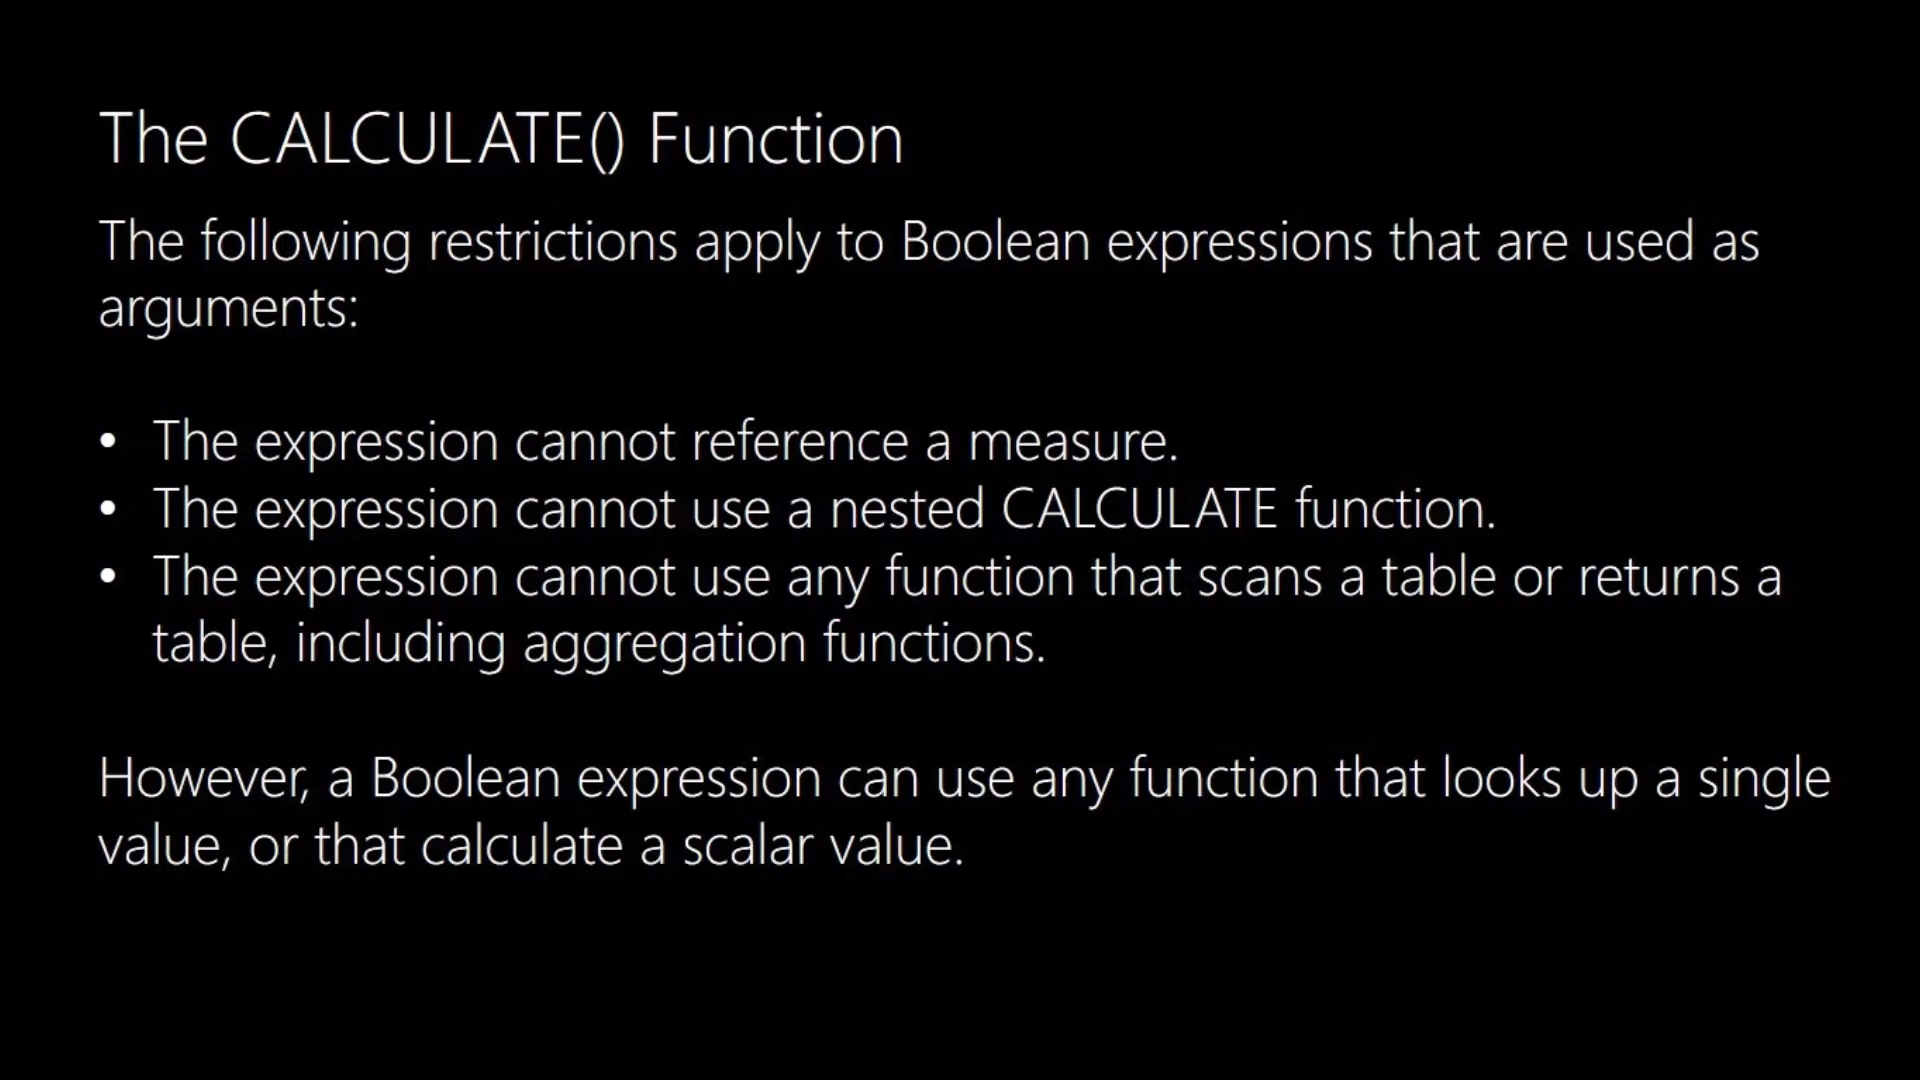 The CALCULATE() Function
The following restrictions apply to Boolean expressions that are used as
arguments:
• The expression cannot reference a measure.
• The expression cannot use a nested CALCULATE function.
• The expression cannot use any function that scans a table or returns a
table, including aggregation functions.
However, a Boolean expression can use any function that looks up a single
value, or that calculate a scalar value.